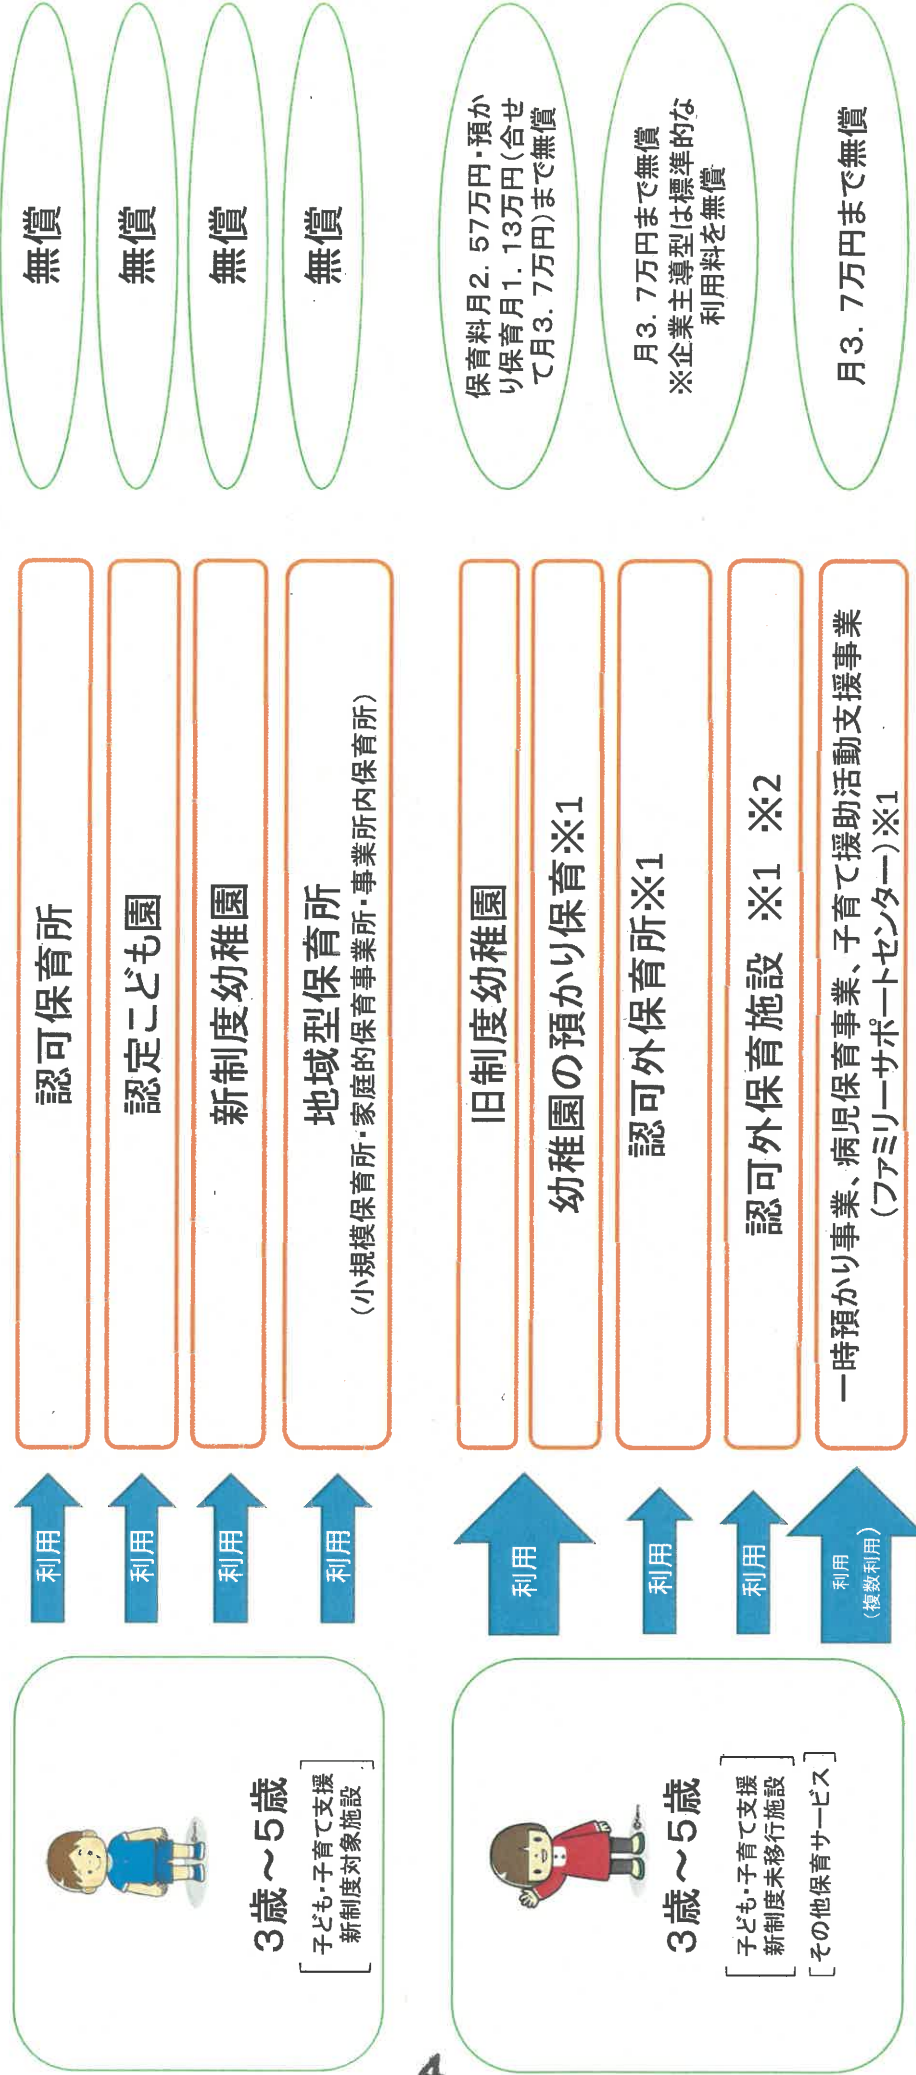 3歳～5歳
子ども・子育て支援
新制度対象施設
利用
認可保育所
無償
利用
認定こども園
無償
利用
新制度幼稚園
無償
利用
地域型保育所
(小規模保育所・家庭的保育事業所・事業所内保育所)
無償
3歳～5歳
子ども・子育て支援
新制度未移行施設
[その他保育サービス]
利用
旧制度幼稚園
幼稚園の預かり保育※1
保育料月2.57万円・預か
り保育月1.13万円(合せ
て月3.7万円)まで無償
利用
認可外保育所※1
利用
認可外保育施設 ※1 ※2
月3.7万円まで無償
※企業主導型は標準的な
利用料を無償
利用
(複数利用)
一時預かり事業、病児保育事業、子育て援助活動支援事業
(ファミリーサポートセンター)※1
月3.7万円まで無償
4